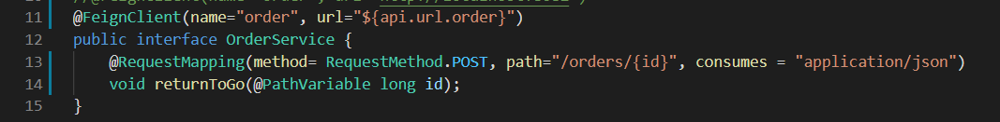 11 @FeignClient(name="order", url="${api.url.order}")
12 public interface OrderService {
13 @RequestMapping(method= RequestMethod.POST, path="/orders/{id}", consumes = "application/json")
14 void returnToGo(@PathVariable long id);
15 }